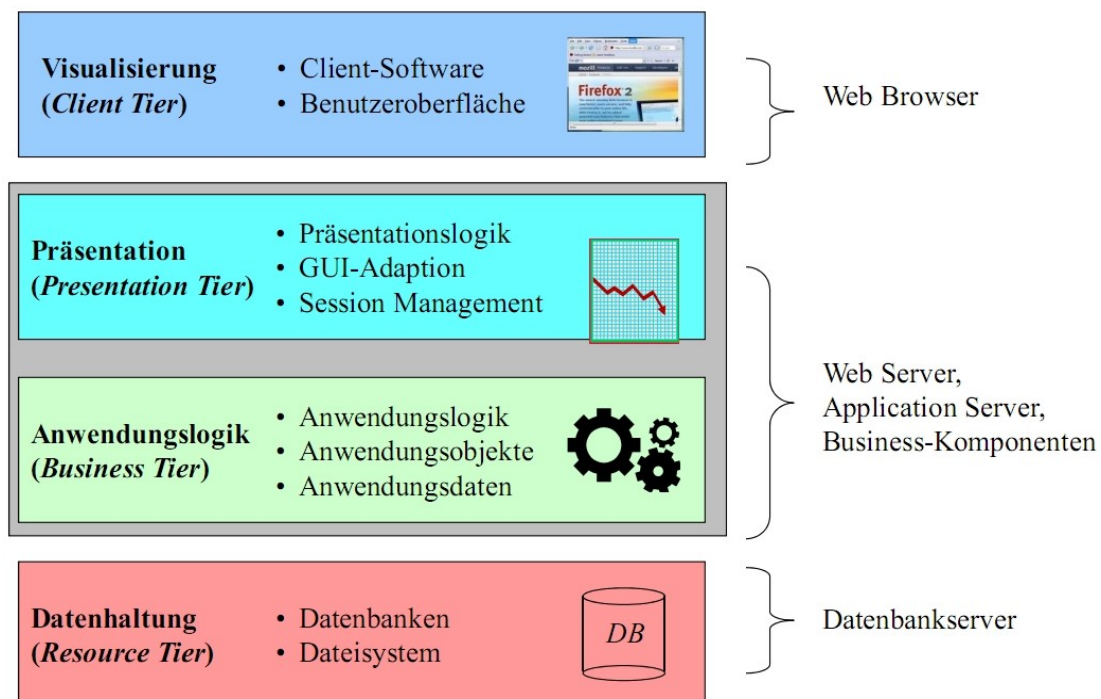 Visualisierung
(Client Tier)
• Client-Software
• Benutzeroberfläche
Firefox 2
Web Browser
Präsentation
(Presentation Tier)
• Präsentationslogik
• GUI-Adaption
• Session Management
Anwendungslogik
(Business Tier)
• Anwendungslogik
• Anwendungsobjekte
• Anwendungsdaten
Web Server,
Application Server,
Business-Komponenten
Datenhaltung
(Resource Tier)
• Datenbanken
• Dateisystem
DB
Datenbankserver